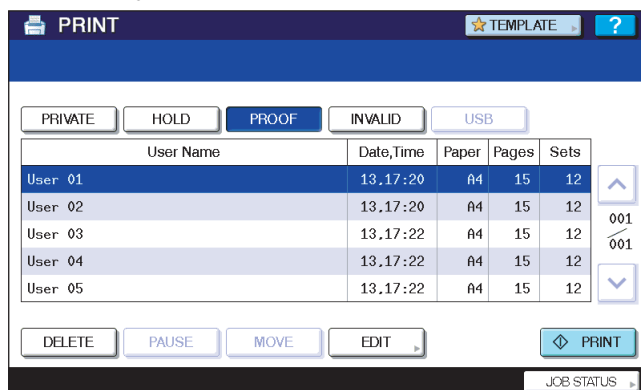 PRINT TEMPLATE ?
PRIVATE HOLD PROOF INVALID USB
User Name Date,Time Paper Pages Sets
User 01 13,17:20 A4 15 12
User 02 13,17:20 A4 15 12
User 03 13,17:22 A4 15 12
User 04 13,17:22 A4 15 12
User 05 13,17:22 A4 15 12
001
001
DELETE PAUSE MOVE EDIT PRINT
JOB STATUS